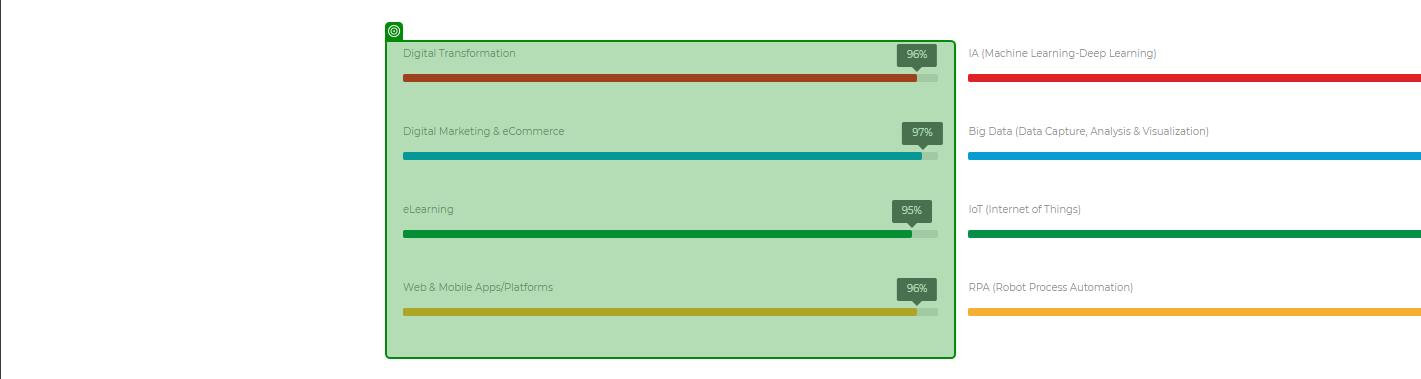 Digital Transformation
96%
Digital Marketing & eCommerce
97%
eLearning
95%
Web & Mobile Apps/Platforms
96%
IA (Machine Learning-Deep Learning)
Big Data (Data Capture, Analysis & Visualization)
IoT (Internet of Things)
RPA (Robot Process Automation)